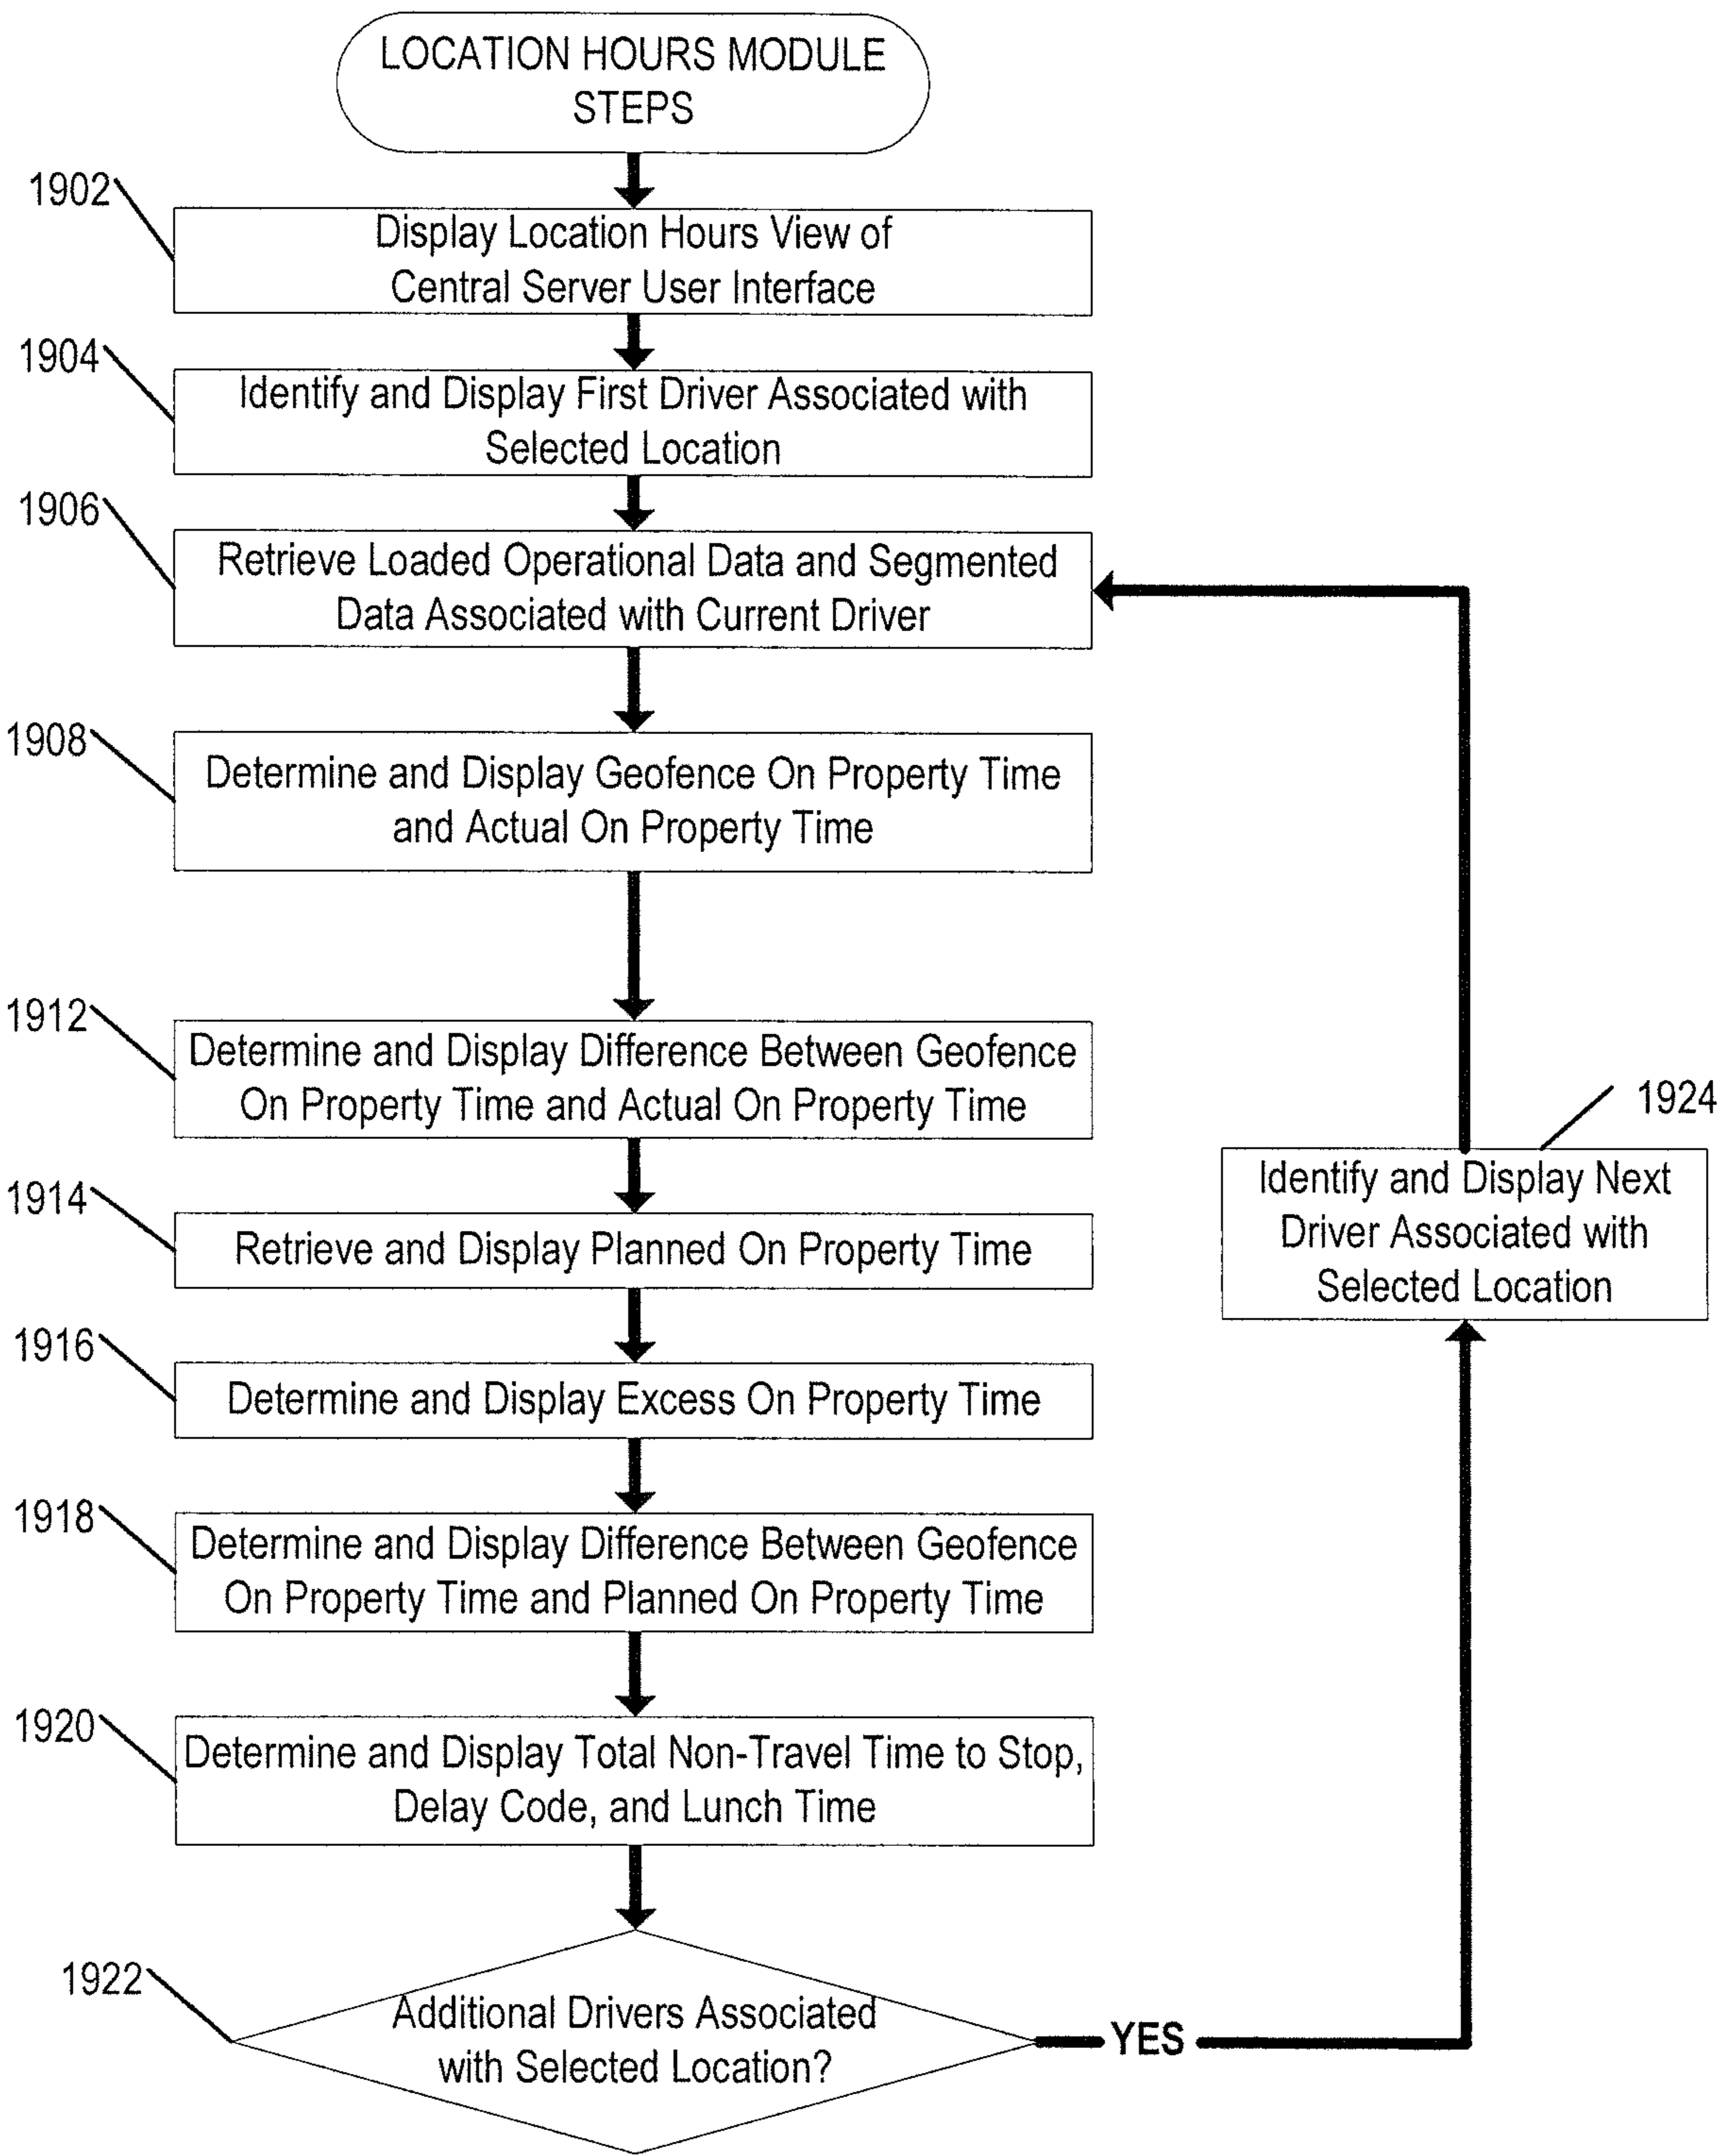 LOCATION HOURS MODULE
STEPS
1902
Display Location Hours View of
Central Server User Interface
1904
Identify and Display First Driver Associated with
Selected Location
1906
Retrieve Loaded Operational Data and Segmented
Data Associated with Current Driver
1908
Determine and Display Geofence On Property Time
and Actual On Property Time
1912
Determine and Display Difference Between Geofence
On Property Time and Actual On Property Time
1914
Retrieve and Display Planned On Property Time
1916
Determine and Display Excess On Property Time
1918
Determine and Display Difference Between Geofence
On Property Time and Planned On Property Time
1920
Determine and Display Total Non-Travel Time to Stop,
Delay Code, and Lunch Time
1922
Additional Drivers Associated
with Selected Location?
YES
1924
Identify and Display Next
Driver Associated with
Selected Location